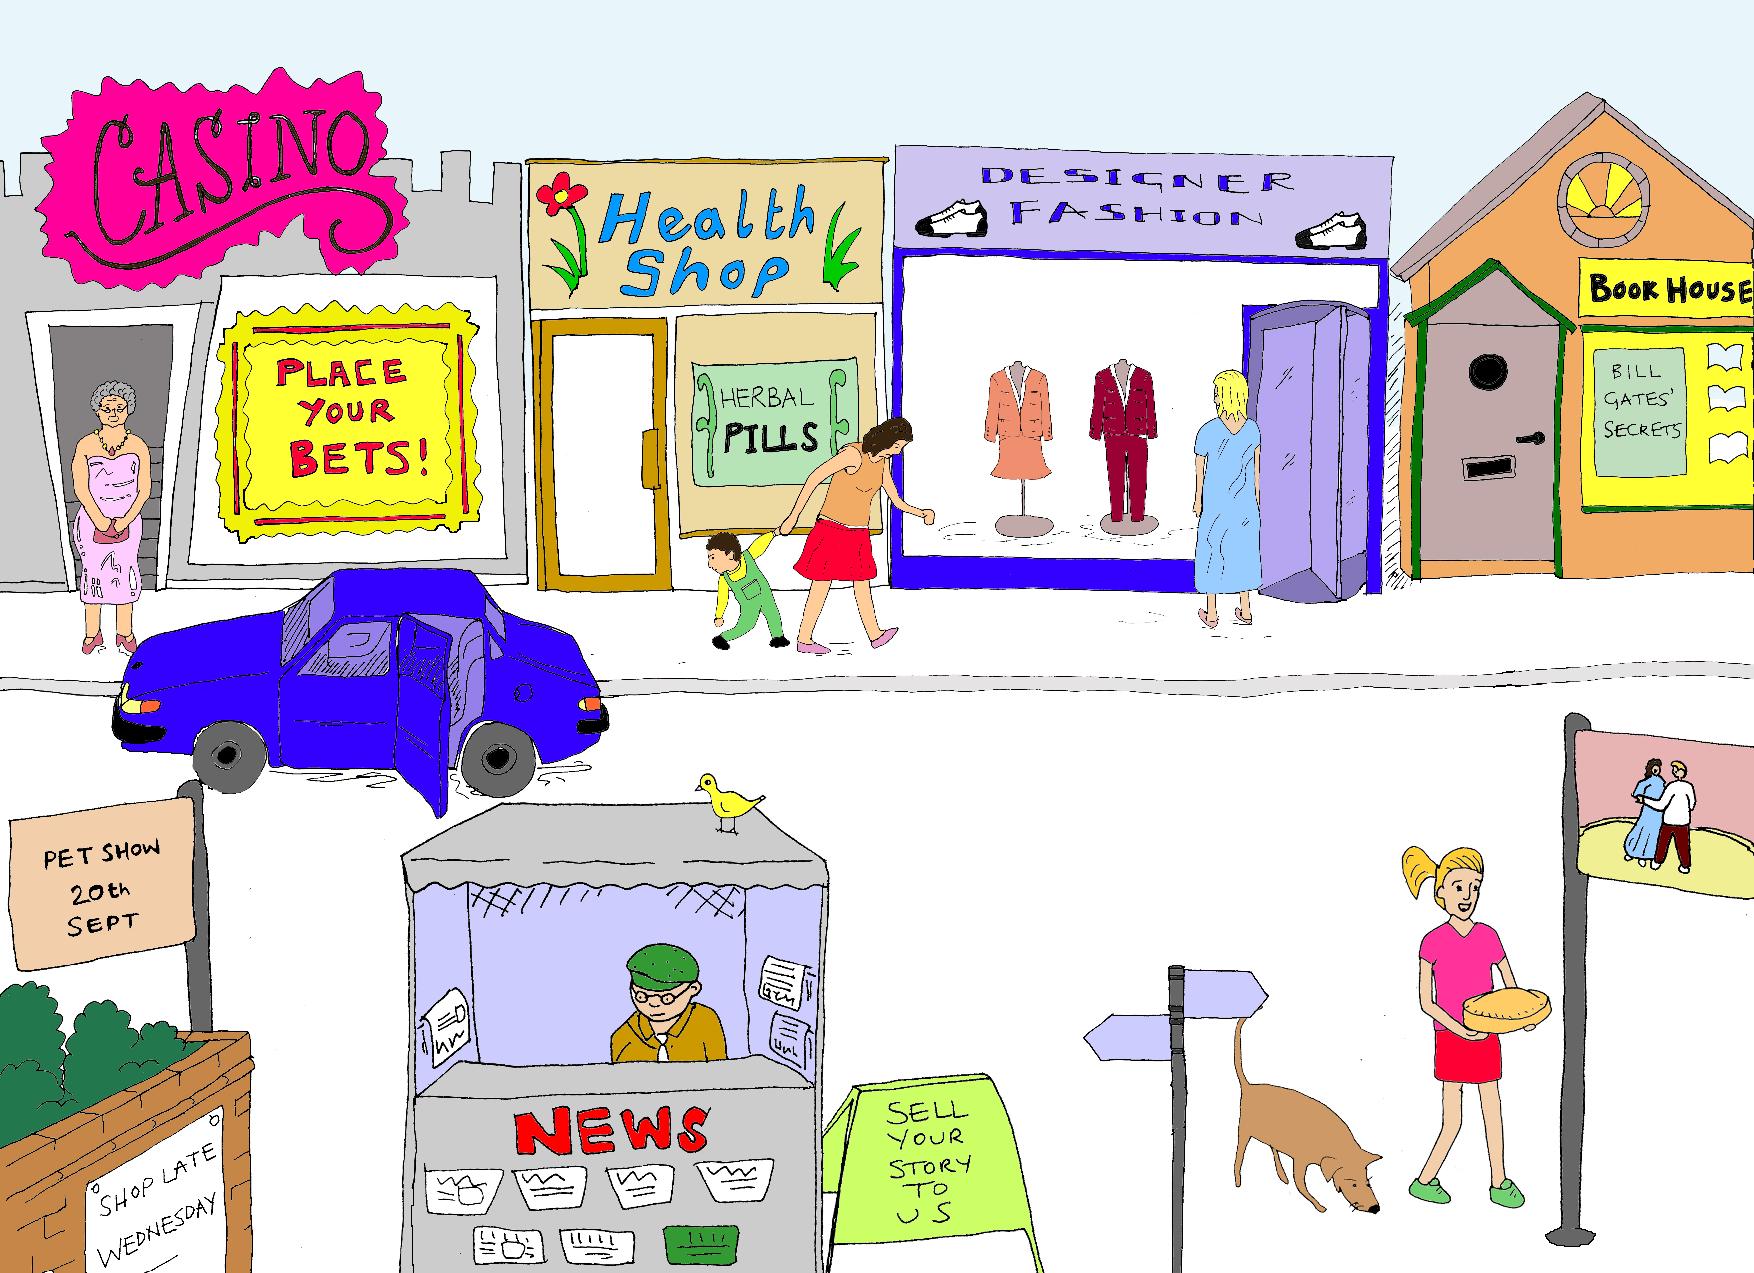 CASINO
PLACE
YOUR
BETS!
Health
Shop
HERBAL
PILLS
DESIGNER
FASHION
BOOK HOUSE
BILL
GATES'
SECRETS
PET SHOW
20th
SEPT
NEWS
SELL
YOUR
STORY
TO
US
SHOP LATE
WEDNESDAY